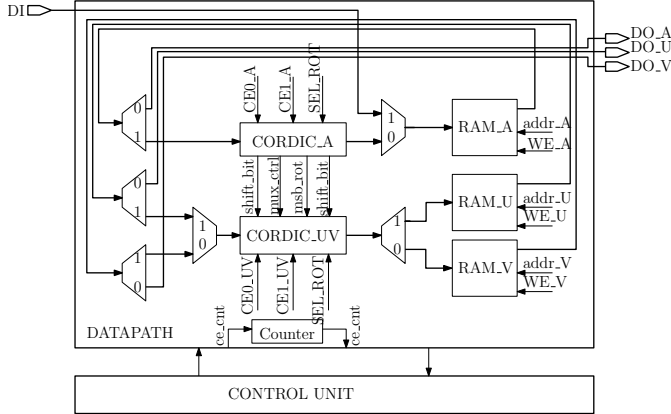 DI
DO_A
DO_U
DO_V
CE0_A
CE1_A
SEL_ROT
0
1
1
0
CORDIC_A
RAM_A
addr_A
WE_A
shift_bit
mux_ctrl
msb_rot
shift_bit
0
1
1
0
1
0
CORDIC_UV
1
0
RAM_U
addr_U
WE_U
RAM_V
addr_V
WE_V
CE0_UV
CE1_UV
SEL_ROT
DATAPATH
ce_cnt
Counter
ce_cnt
CONTROL UNIT